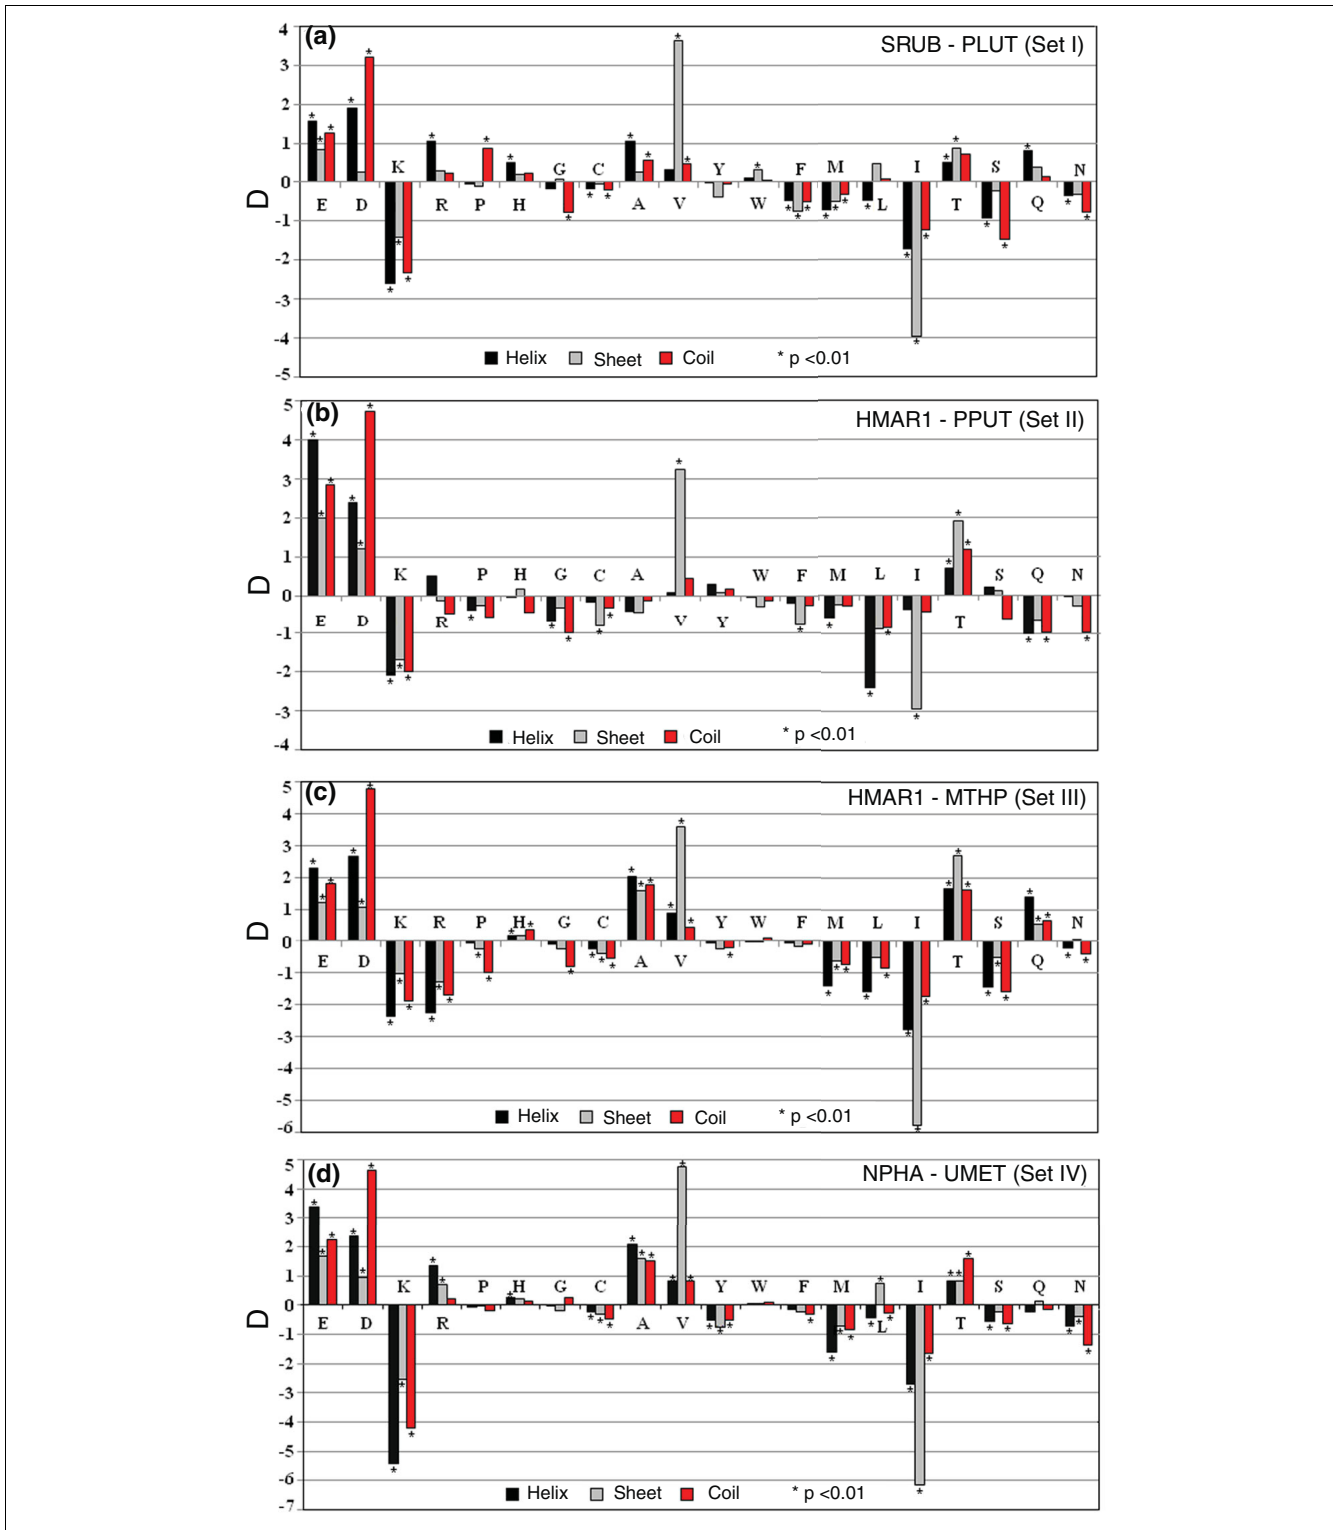 (a) SRUB - PLUT (Set I)
4
3
2
1
0
-1
-2
-3
-4
-5
D
K G C Y F M I S N
E D R P H A V W L T Q
Helix Sheet Coil * p <0.01
(b) HMAR1 - PPUT (Set II)
5
4
3
2
1
0
-1
-2
-3
-4
D
K P H G C A W F M L I S Q N
E D R V Y T
Helix Sheet Coil * p <0.01
(c) HMAR1 - MTHP (Set III)
5
4
3
2
1
0
-1
-2
-3
-4
-5
-6
D
K R P H G C Y W F M L I S N
E D A V T Q
Helix Sheet Coil * p <0.01
(d) NPHA - UMET (Set IV)
5
4
3
2
1
0
-1
-2
-3
-4
-5
-6
-7
D
K P H G C Y W F M I S Q N
E D R A V L T
Helix Sheet Coil * p <0.01